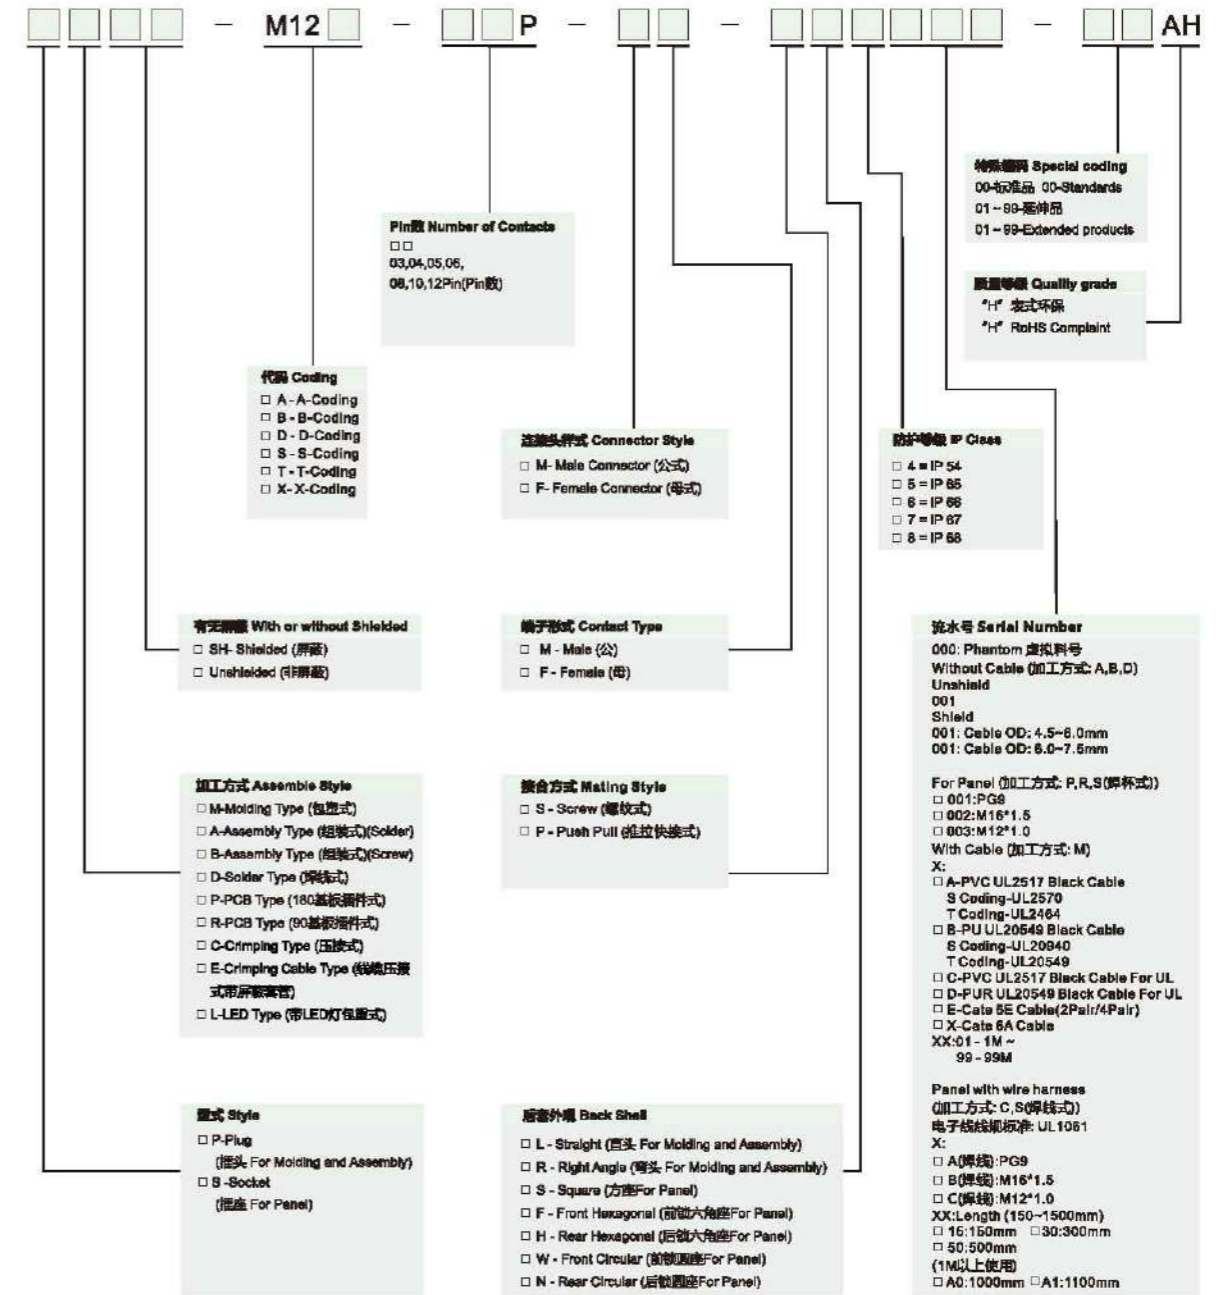 - M12 - P - - - AH
特殊编码 Special coding
00-标准品 00-Standards
01~99-延伸品
01~99-Extended products
Pin数 Number of Contacts
03,04,05,06,
08,10,12Pin(Pin数)
质量等级 Quality grade
"H" 表式环保
"H" RoHS Complaint
代码 Coding
A-A-Coding
B-B-Coding
D-D-Coding
S-S-Coding
T-T-Coding
X-X-Coding
连接头样式 Connector Style
M- Male Connector (公式)
F- Female Connector (母式)
防护等级 IP Class
4 = IP 54
5 = IP 65
6 = IP 66
7 = IP 67
8 = IP 68
有无屏蔽 With or without Shielded
SH- Shielded (屏蔽)
Unshielded (非屏蔽)
端子形式 Contact Type
M - Male (公)
F - Female (母)
流水号 Serial Number
000: Phantom 虚拟料号
Without Cable (加工方式: A,B,D)
Unshield
001
Shield
001: Cable OD: 4.5~6.0mm
001: Cable OD: 6.0~7.5mm
For Panel (加工方式: P,R,S(焊杯式))
001:PG9
002:M16*1.5
003:M12*1.0
With Cable (加工方式: M)
X:
A-PVC UL2517 Black Cable
S Coding-UL2570
T Coding-UL2464
B-PU UL20549 Black Cable
S Coding-UL20940
T Coding-UL20549
C-PVC UL2517 Black Cable For UL
D-PUR UL20549 Black Cable For UL
E-Cate 5E Cable(2Pair/4Pair)
X-Cate 6A Cable
XX:01 - 1M ~
99 - 99M
Panel with wire harness
(加工方式: C,S(焊线式))
电子线线规标准: UL1061
X:
A(焊线):PG9
B(焊线):M16*1.5
C(焊线):M12*1.0
XX:Length (150~1500mm)
15:150mm 30:300mm
50:500mm
(1M以上使用)
A0:1000mm A1:1100mm
加工方式 Assemble Style
M-Molding Type (包塑式)
A-Assembly Type (组装式)(Solder)
B-Assembly Type (组装式)(Screw)
D-Solder Type (焊线式)
P-PCB Type (180基板插件式)
R-PCB Type (90基板插件式)
C-Crimping Type (压接式)
E-Crimping Cable Type (线缆压接
式带屏蔽套管)
L-LED Type (带LED灯包覆式)
接合方式 Mating Style
S - Screw (螺纹式)
P - Push Pull (推拉快接式)
型式 Style
P-Plug
(插头 For Molding and Assembly)
S -Socket
(插座 For Panel)
后套外观 Back Shell
L - Straight (直头 For Molding and Assembly)
R - Right Angle (弯头 For Molding and Assembly)
S - Square (方座For Panel)
F - Front Hexagonal (前锁六角座For Panel)
H - Rear Hexagonal (后锁六角座For Panel)
W - Front Circular (前锁圆座For Panel)
N - Rear Circular (后锁圆座For Panel)